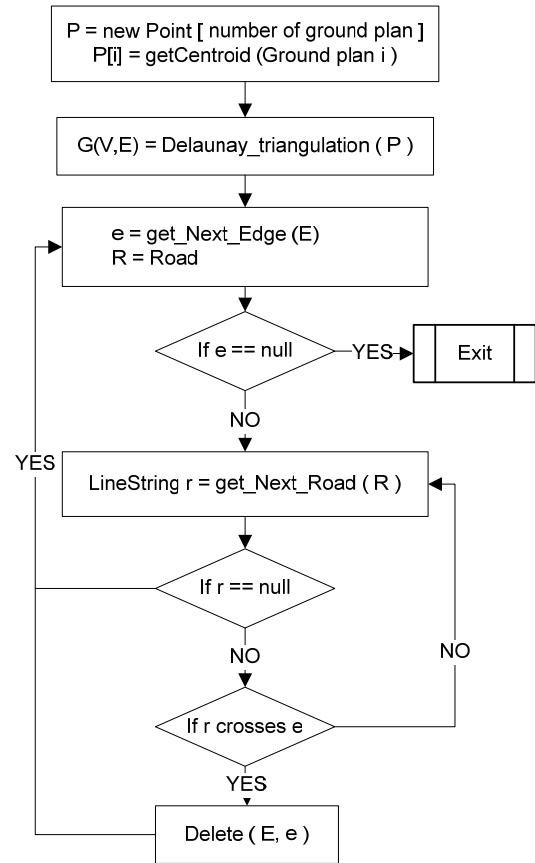 P = new Point [ number of ground plan ]
P[i] = getCentroid (Ground plan i )
G(V,E) = Delaunay_triangulation ( P )
e = get_Next_Edge (E)
R = Road
If e == null
YES
Exit
NO
YES
LineString r = get_Next_Road ( R )
If r == null
NO
NO
If r crosses e
YES
Delete ( E, e )